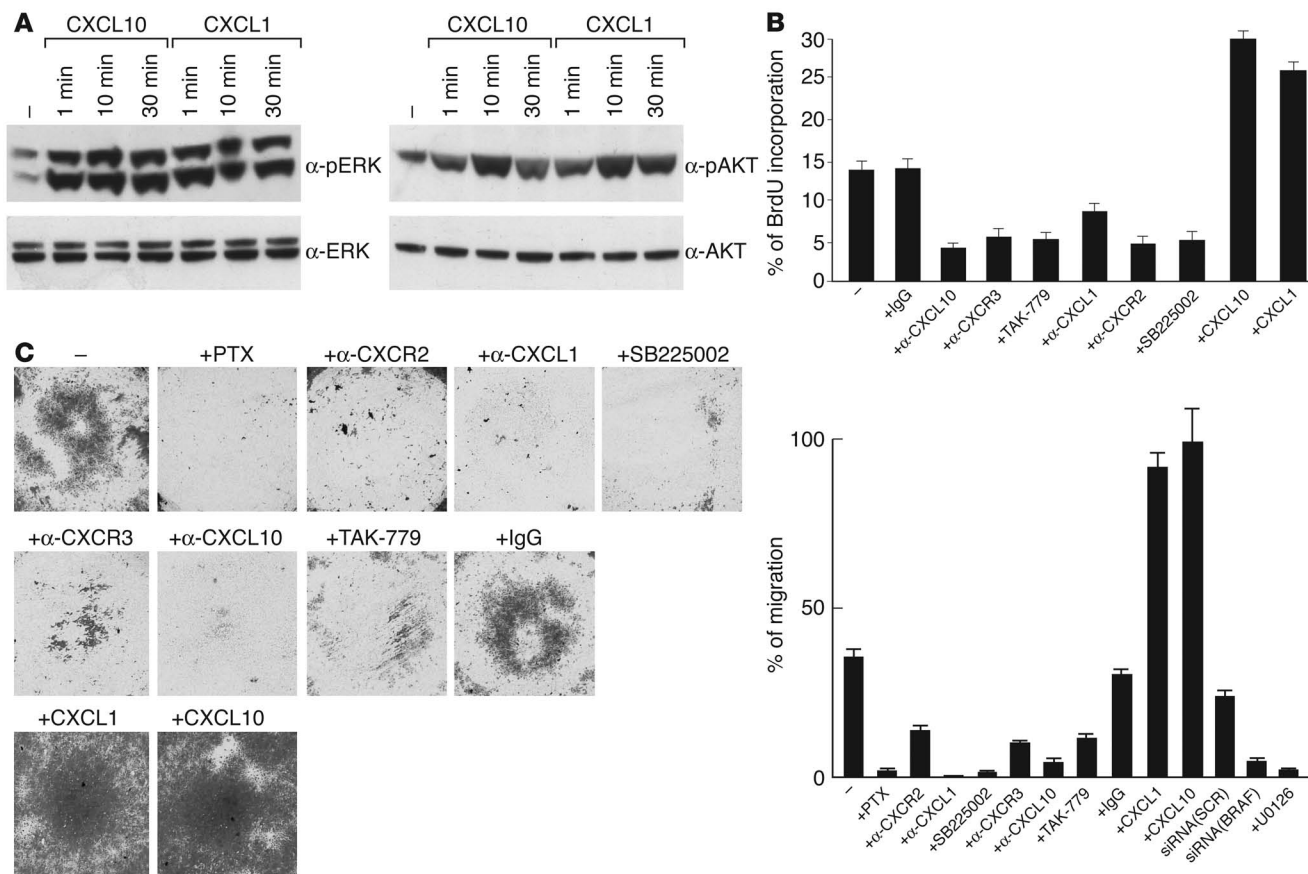 A
CXCL10 CXCL1
– 1 min 10 min 30 min 1 min 10 min 30 min
α-pERK
α-ERK
CXCL10 CXCL1
– 1 min 10 min 30 min 1 min 10 min 30 min
α-pAKT
α-AKT
B
% of BrdU incorporation
30
25
20
15
10
5
0
– +IgG +α-CXCL10 +α-CXCR3 +TAK-779 +α-CXCL1 +α-CXCR2 +SB225002 +CXCL10 +CXCL1
C
– +PTX +α-CXCR2 +α-CXCL1 +SB225002
+α-CXCR3 +α-CXCL10 +TAK-779 +IgG
+CXCL1 +CXCL10
% of migration
100
50
0
– +PTX +α-CXCR2 +α-CXCL1 +SB225002 +α-CXCR3 +α-CXCL10 +TAK-779 +IgG +CXCL1 +CXCL10 siRNA(SCR) siRNA(BRAF) +U0126